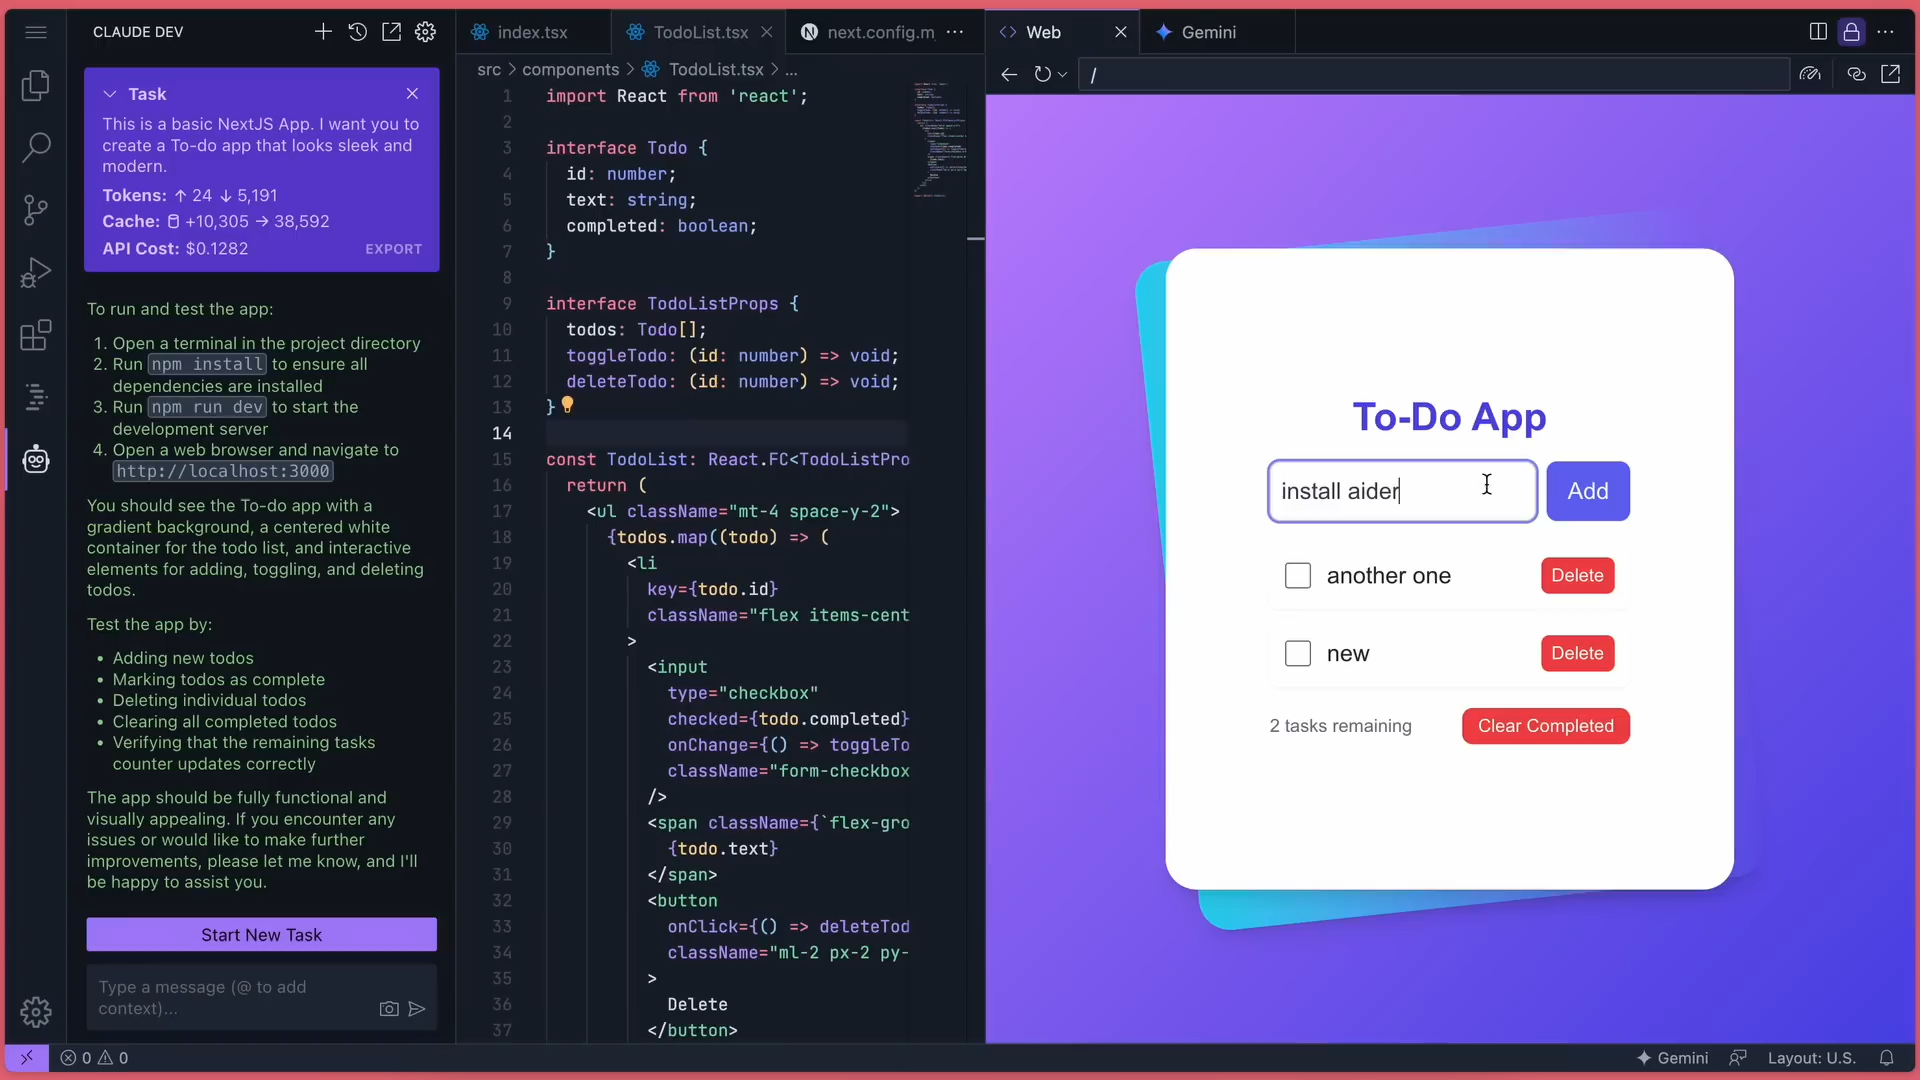 CLAUDE DEV
Task
This is a basic NextJS App. I want you to
create a To-do app that looks sleek and
modern.
Tokens: ↑ 24 ↓ 5,191
Cache: +10,305 → 38,592
API Cost: $0.1282
EXPORT
To run and test the app:
1. Open a terminal in the project directory
2. Run npm install to ensure all
dependencies are installed
3. Run npm run dev to start the
development server
4. Open a web browser and navigate to
http://localhost:3000
You should see the To-do app with a
gradient background, a centered white
container for the todo list, and interactive
elements for adding, toggling, and deleting
todos.
Test the app by:
• Adding new todos
• Marking todos as complete
• Deleting individual todos
• Clearing all completed todos
• Verifying that the remaining tasks
counter updates correctly
The app should be fully functional and
visually appealing. If you encounter any
issues or would like to make further
improvements, please let me know, and I'll
be happy to assist you.
Start New Task
Type a message (@ to add
context)...
index.tsx
TodoList.tsx
next.config.m
...
src > components > TodoList.tsx > ...
1 import React from 'react';
2
3 interface Todo {
4 id: number;
5 text: string;
6 completed: boolean;
7 }
8
9 interface TodoListProps {
10 todos: Todo[];
11 toggleTodo: (id: number) => void;
12 deleteTodo: (id: number) => void;
13 }
14
15 const TodoList: React.FC<TodoListPro
16 return (
17 <ul className="mt-4 space-y-2">
18 {todos.map((todo) => (
19 <li
20 key={todo.id}
21 className="flex items-cent
22 >
23 <input
24 type="checkbox"
25 checked={todo.completed}
26 onChange={() => toggleTo
27 className="form-checkbox
28 />
29 <span className={`flex-gro
30 {todo.text}
31 </span>
32 <button
33 onClick={() => deleteTod
34 className="ml-2 px-2 py-
35 >
36 Delete
37 </button>
Web
Gemini
/
To-Do App
install aider
Add
another one
Delete
new
Delete
2 tasks remaining
Clear Completed
0 0
Gemini
Layout: U.S.